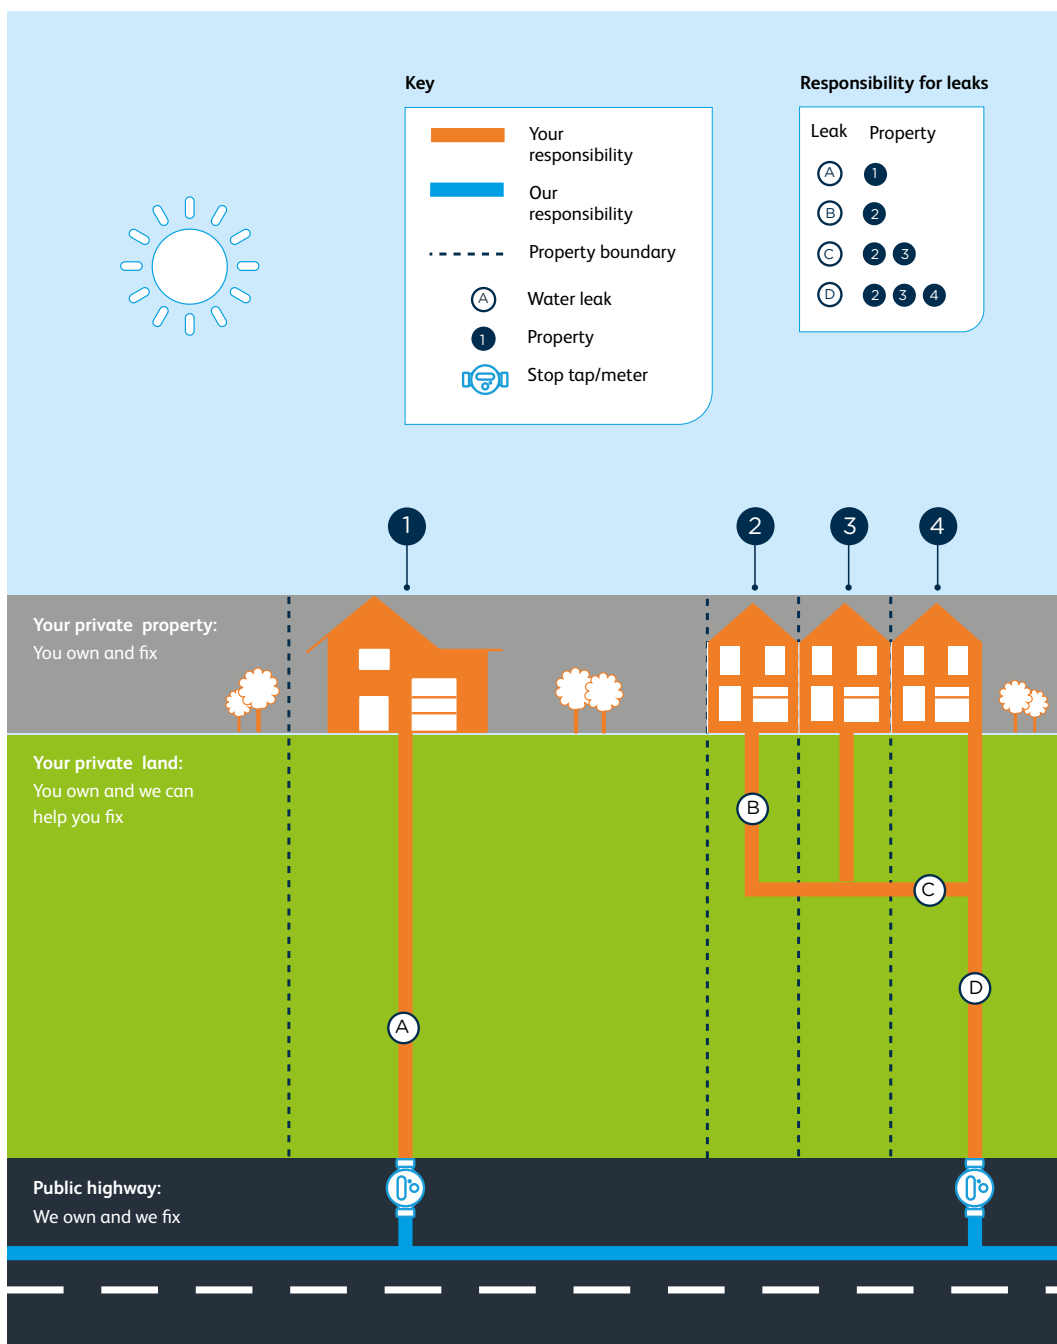 Key
Your
responsibility
Our
responsibility
Property boundary
A Water leak
1 Property
Stop tap/meter
Responsibility for leaks
Leak Property
A 1
B 2
C 2 3
D 2 3 4
1 2 3 4
Your private property:
You own and fix
Your private land:
You own and we can
help you fix
B
C
D
A
Public highway:
We own and we fix